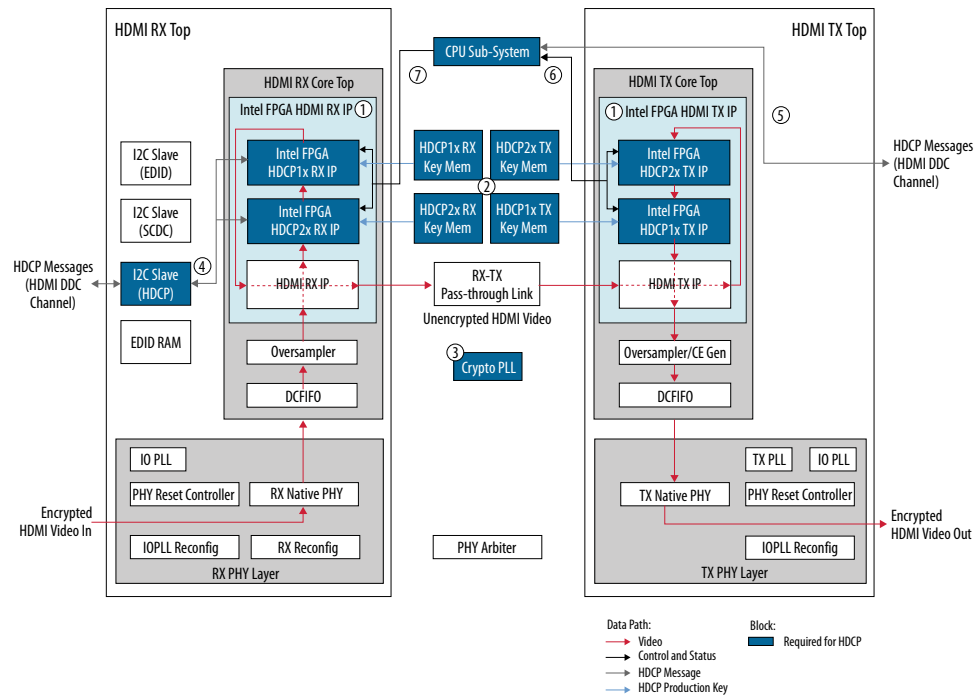 HDMI RX Top
HDMI TX Top
CPU Sub-System
7
6
HDMI RX Core Top
HDMI TX Core Top
Intel FPGA HDMI RX IP
1
1
Intel FPGA HDMI TX IP
5
I2C Slave
(EDID)
Intel FPGA
HDCP1x RX IP
HDCP1x RX
Key Mem
HDCP2x TX
Key Mem
Intel FPGA
HDCP2x TX IP
HDCP Messages
(HDMI DDC
Channel)
2
I2C Slave
(SCDC)
Intel FPGA
HDCP2x RX IP
HDCP2x RX
Key Mem
HDCP1x TX
Key Mem
Intel FPGA
HDCP1x TX IP
HDCP Messages
(HDMI DDC
Channel)
4
I2C Slave
(HDCP)
HDMI RX IP
RX-TX
Pass-through Link
HDMI TX IP
Unencrypted HDMI Video
EDID RAM
Oversampler
3
Crypto PLL
Oversampler/CE Gen
DCFIFO
DCFIFO
IO PLL
TX PLL
IO PLL
PHY Reset Controller
RX Native PHY
TX Native PHY
PHY Reset Controller
Encrypted
HDMI Video In
Encrypted
HDMI Video Out
IOPLL Reconfig
RX Reconfig
PHY Arbiter
IOPLL Reconfig
RX PHY Layer
TX PHY Layer
Data Path:
Video
Control and Status
HDCP Message
HDCP Production Key
Block:
Required for HDCP